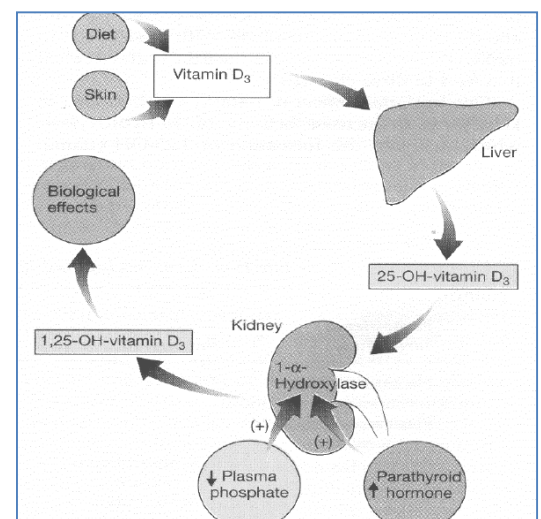 Diet
Skin
Vitamin D₃
Liver
Biological
effects
25-OH-vitamin D₃
Kidney
1,25-OH-vitamin D₃
1-α-
Hydroxylase
(+)
(+)
↓ Plasma
phosphate
Parathyroid
↑ hormone